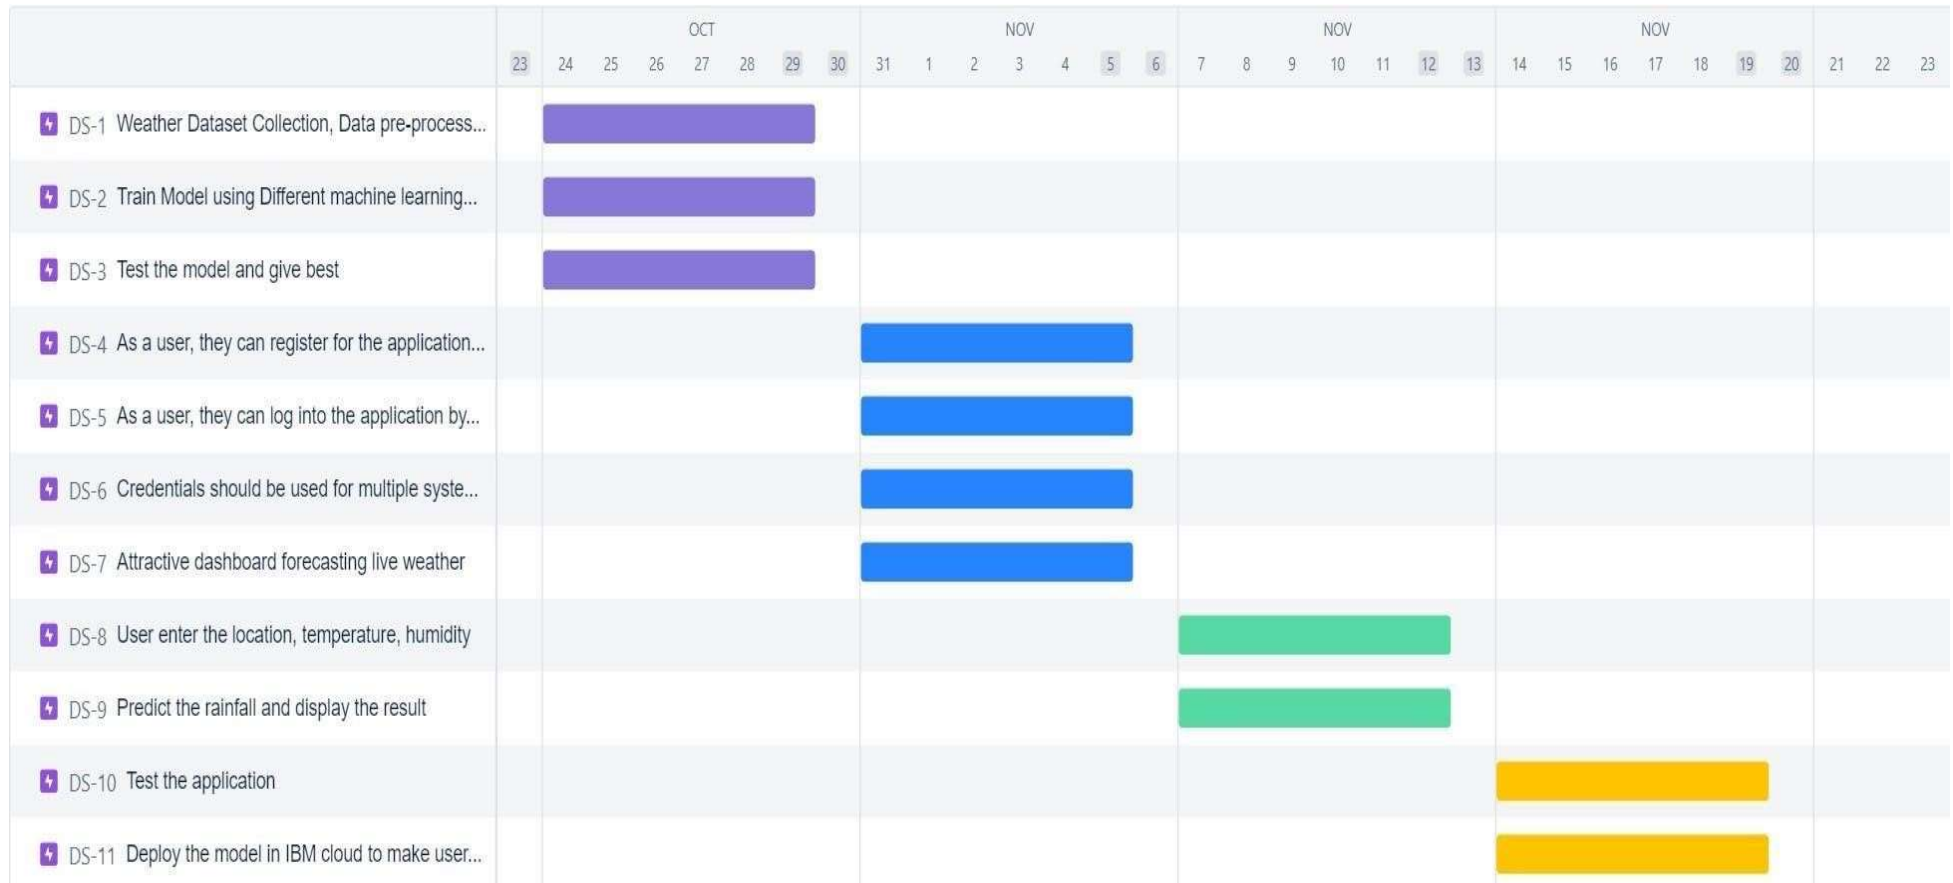 OCT NOV NOV NOV
23 24 25 26 27 28 29 30 31 1 2 3 4 5 6 7 8 9 10 11 12 13 14 15 16 17 18 19 20 21 22 23
DS-1 Weather Dataset Collection, Data pre-process...
DS-2 Train Model using Different machine learning...
DS-3 Test the model and give best
DS-4 As a user, they can register for the application...
DS-5 As a user, they can log into the application by...
DS-6 Credentials should be used for multiple syste...
DS-7 Attractive dashboard forecasting live weather
DS-8 User enter the location, temperature, humidity
DS-9 Predict the rainfall and display the result
DS-10 Test the application
DS-11 Deploy the model in IBM cloud to make user...